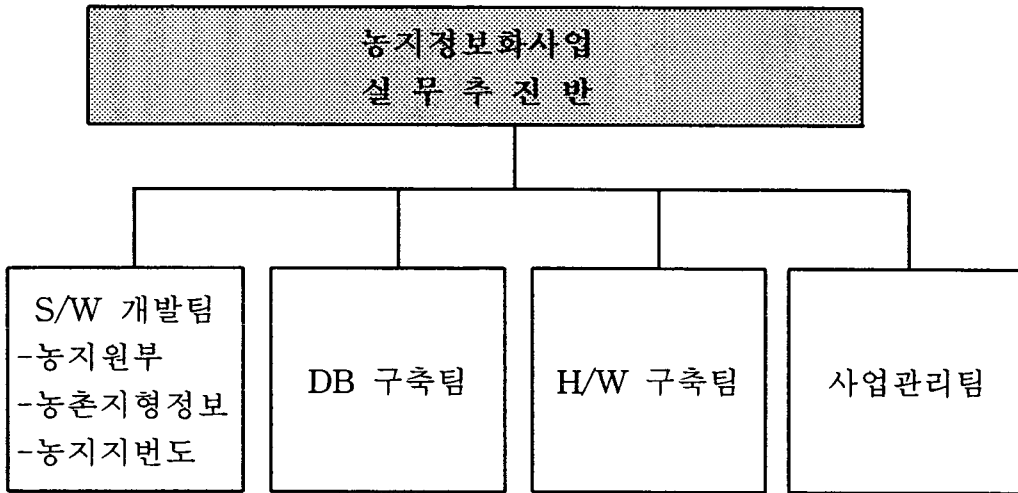 농지정보화사업
실 무 추 진 반
S/W 개발팀
-농지원부
-농촌지형정보
-농지지번도
DB 구축팀
H/W 구축팀
사업관리팀